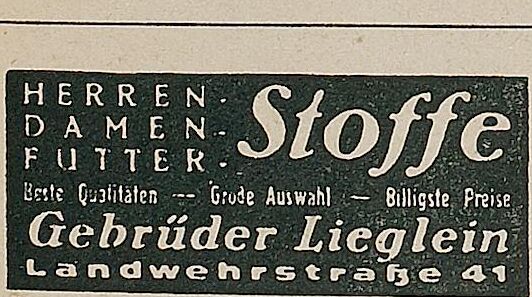 HERREN- Stoffe
DAMEN-
FUTTER-
Beste Qualitäten — Große Auswahl — Billigste Preise
Gebrüder Lieglein
Landwehrstraße 41